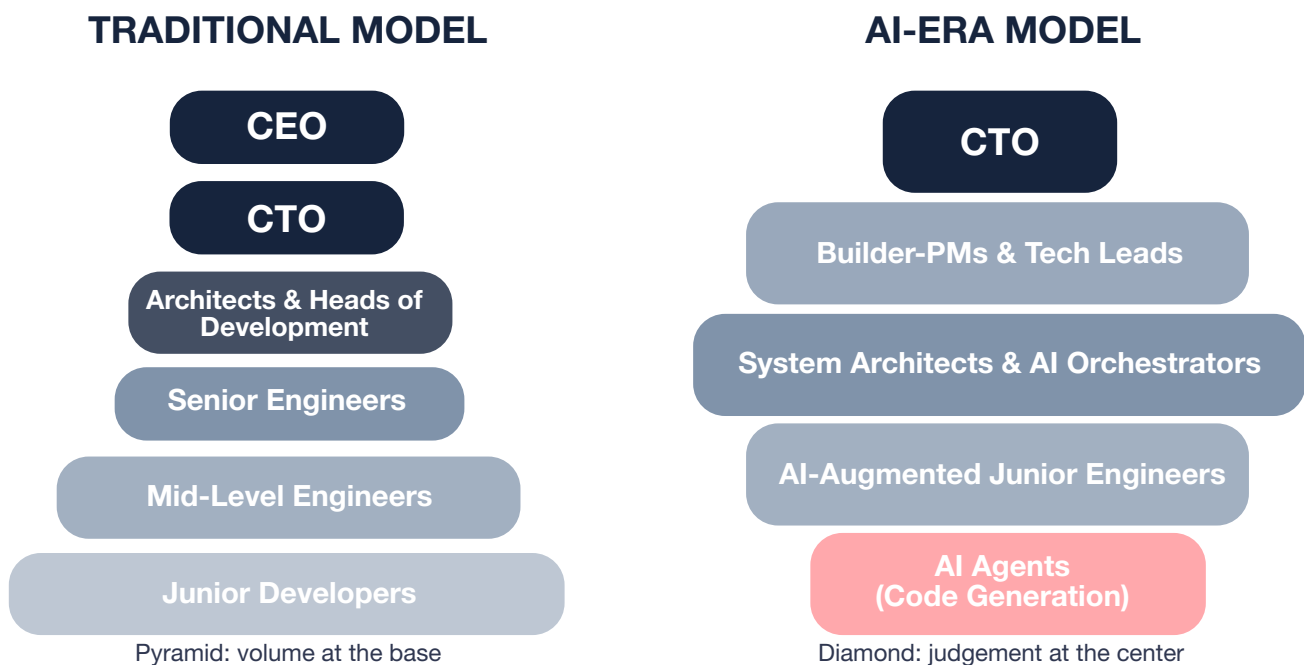 TRADITIONAL MODEL
CEO
CTO
Architects & Heads of
Development
Senior Engineers
Mid-Level Engineers
Junior Developers
Pyramid: volume at the base
AI-ERA MODEL
CTO
Builder-PMs & Tech Leads
System Architects & AI Orchestrators
AI-Augmented Junior Engineers
AI Agents
(Code Generation)
Diamond: judgement at the center